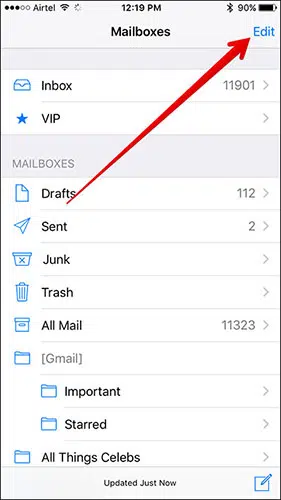 Airtel 12:19 PM 90%
Mailboxes Edit
Inbox 11901
VIP
MAILBOXES
Drafts 112
Sent 2
Junk
Trash
All Mail 11323
[Gmail]
Important
Starred
All Things Celebs
Updated Just Now